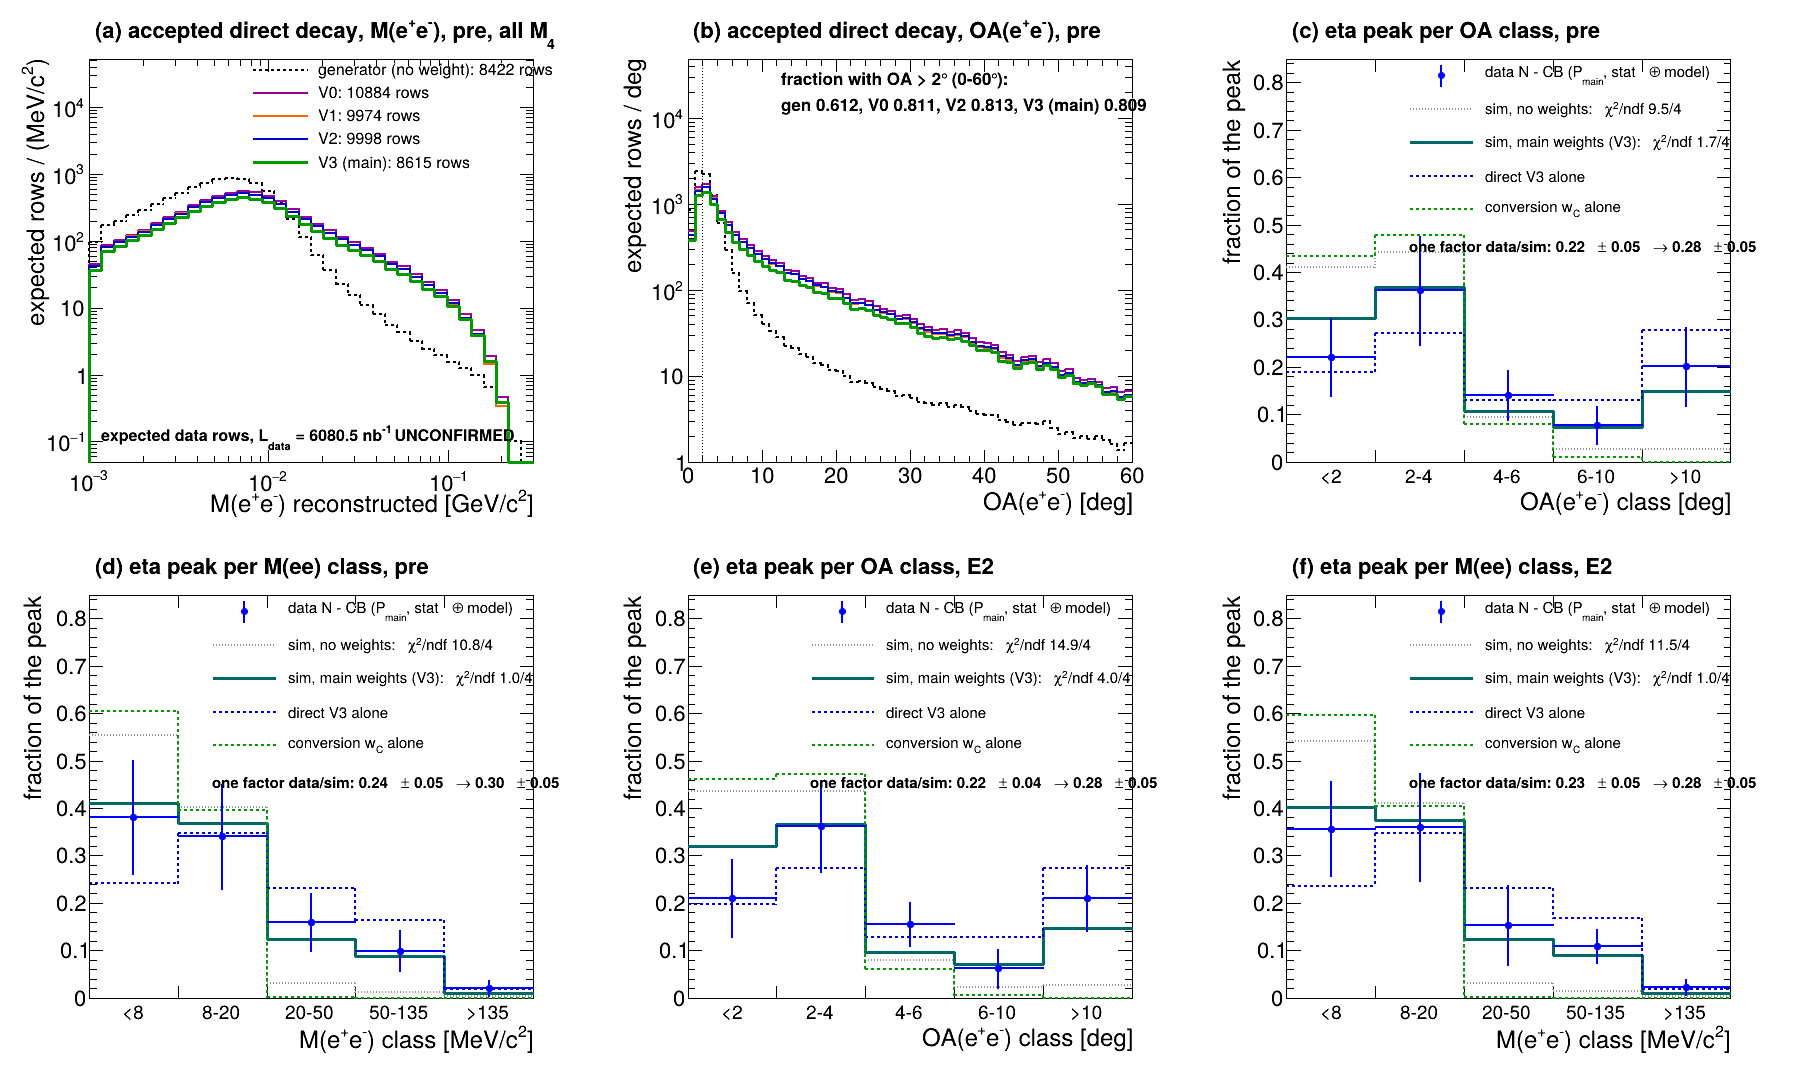 (a) accepted direct decay, M(e⁺e⁻), pre, all M₄
expected rows / (MeV/c²)
10⁴
10³
10²
10
1
10⁻¹
generator (no weight): 8422 rows
V0: 10884 rows
V1: 9974 rows
V2: 9998 rows
V3 (main): 8615 rows
expected data rows, L_data = 6080.5 nb⁻¹ UNCONFIRMED
10⁻³ 10⁻² 10⁻¹
M(e⁺e⁻) reconstructed [GeV/c²]
(b) accepted direct decay, OA(e⁺e⁻), pre
expected rows / deg
10⁴
10³
10²
10
1
fraction with OA > 2° (0-60°):
gen 0.612, V0 0.811, V2 0.813, V3 (main) 0.809
0 10 20 30 40 50 60
OA(e⁺e⁻) [deg]
(c) eta peak per OA class, pre
fraction of the peak
0.8
0.7
0.6
0.5
0.4
0.3
0.2
0.1
0
data N - CB (P_main, stat ⊕ model)
sim, no weights: χ²/ndf 9.5/4
sim, main weights (V3): χ²/ndf 1.7/4
direct V3 alone
conversion w_C alone
one factor data/sim: 0.22 ± 0.05 → 0.28 ± 0.05
<2 2-4 4-6 6-10 >10
OA(e⁺e⁻) class [deg]
(d) eta peak per M(ee) class, pre
fraction of the peak
0.8
0.7
0.6
0.5
0.4
0.3
0.2
0.1
0
data N - CB (P_main, stat ⊕ model)
sim, no weights: χ²/ndf 10.8/4
sim, main weights (V3): χ²/ndf 1.0/4
direct V3 alone
conversion w_C alone
one factor data/sim: 0.24 ± 0.05 → 0.30 ± 0.05
<8 8-20 20-50 50-135 >135
M(e⁺e⁻) class [MeV/c²]
(e) eta peak per OA class, E2
fraction of the peak
0.8
0.7
0.6
0.5
0.4
0.3
0.2
0.1
0
data N - CB (P_main, stat ⊕ model)
sim, no weights: χ²/ndf 14.9/4
sim, main weights (V3): χ²/ndf 4.0/4
direct V3 alone
conversion w_C alone
one factor data/sim: 0.22 ± 0.04 → 0.28 ± 0.05
<2 2-4 4-6 6-10 >10
OA(e⁺e⁻) class [deg]
(f) eta peak per M(ee) class, E2
fraction of the peak
0.8
0.7
0.6
0.5
0.4
0.3
0.2
0.1
0
data N - CB (P_main, stat ⊕ model)
sim, no weights: χ²/ndf 11.5/4
sim, main weights (V3): χ²/ndf 1.0/4
direct V3 alone
conversion w_C alone
one factor data/sim: 0.23 ± 0.05 → 0.28 ± 0.05
<8 8-20 20-50 50-135 >135
M(e⁺e⁻) class [MeV/c²]